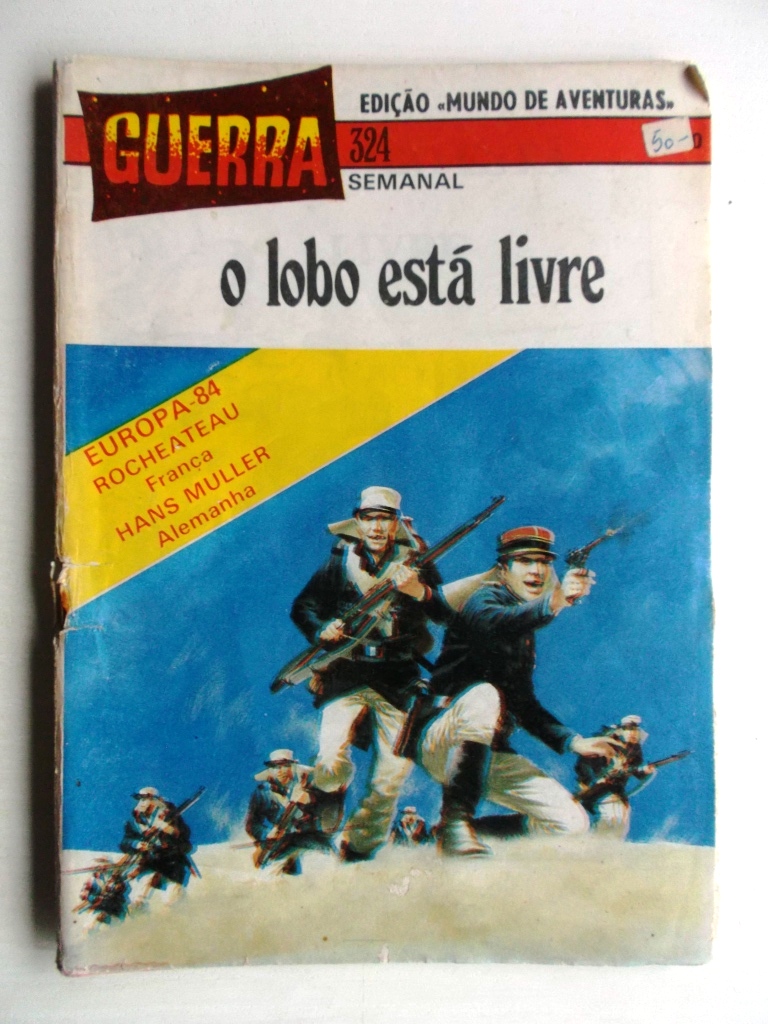 GUERRA
EDIÇÃO «MUNDO DE AVENTURAS»
324
50-
SEMANAL
o lobo está livre
EUROPA-84
ROCHEATEAU
França
HANS MULLER
Alemanha